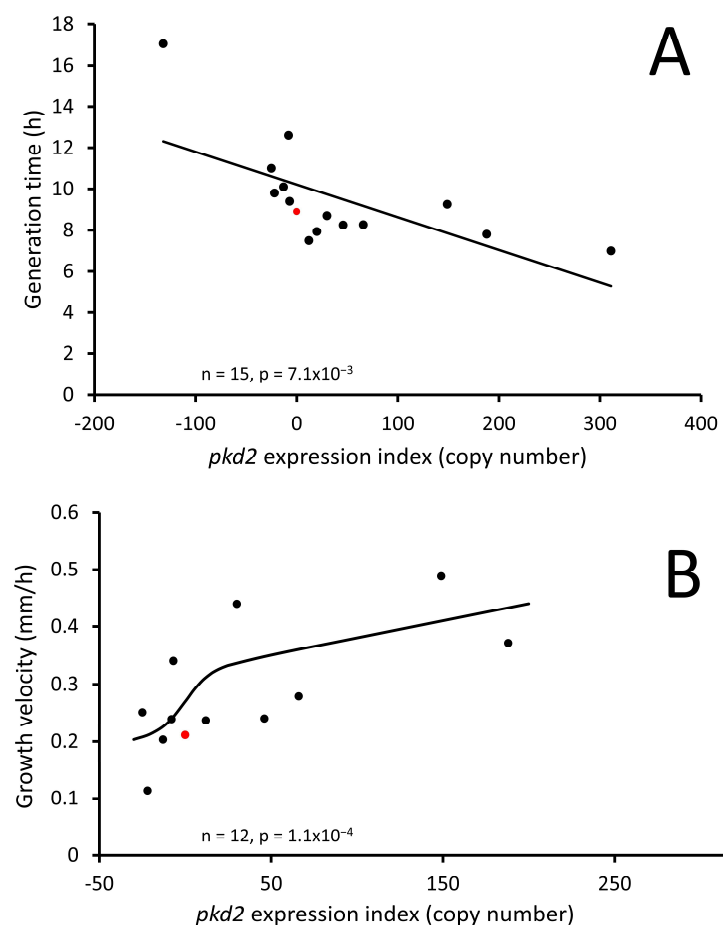 A
18
16
14
12
10
8
6
4
2
0
Generation time (h)
n = 15, p = 7.1x10⁻³
-200 -100 0 100 200 300 400
pkd2 expression index (copy number)
B
0.6
0.5
0.4
0.3
0.2
0.1
0
Growth velocity (mm/h)
n = 12, p = 1.1x10⁻⁴
-50 50 150 250
pkd2 expression index (copy number)